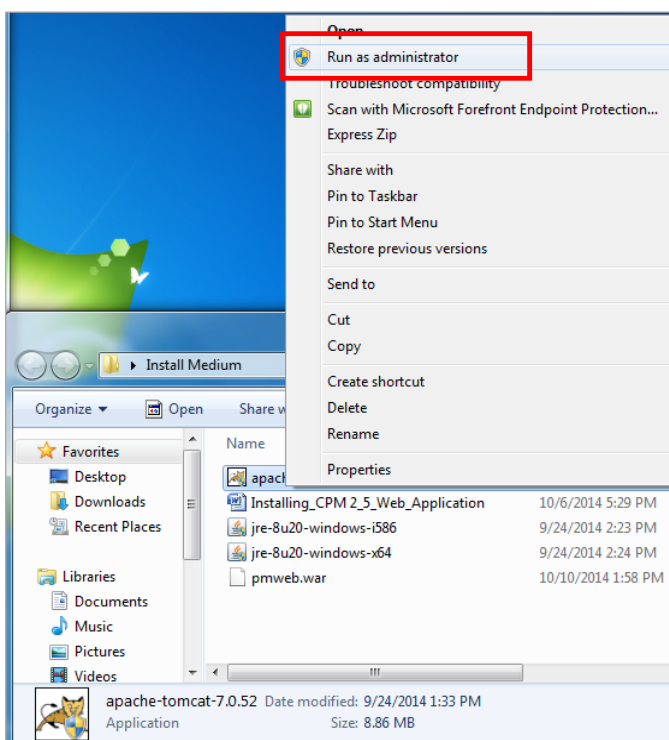 Open
Run as administrator
Troubleshoot compatibility
Scan with Microsoft Forefront Endpoint Protection...
Express Zip
Share with
Pin to Taskbar
Pin to Start Menu
Restore previous versions
Send to
Cut
Copy
Create shortcut
Delete
Rename
Properties
Install Medium
Organize
Open
Share w
Favorites
Desktop
Downloads
Recent Places
Libraries
Documents
Music
Pictures
Videos
Name
apach
Installing_CPM 2_5_Web_Application 10/6/2014 5:29 PM
jre-8u20-windows-i586 9/24/2014 2:23 PM
jre-8u20-windows-x64 9/24/2014 2:24 PM
pmweb.war 10/10/2014 1:58 PM
apache-tomcat-7.0.52 Date modified: 9/24/2014 1:33 PM
Application Size: 8.86 MB